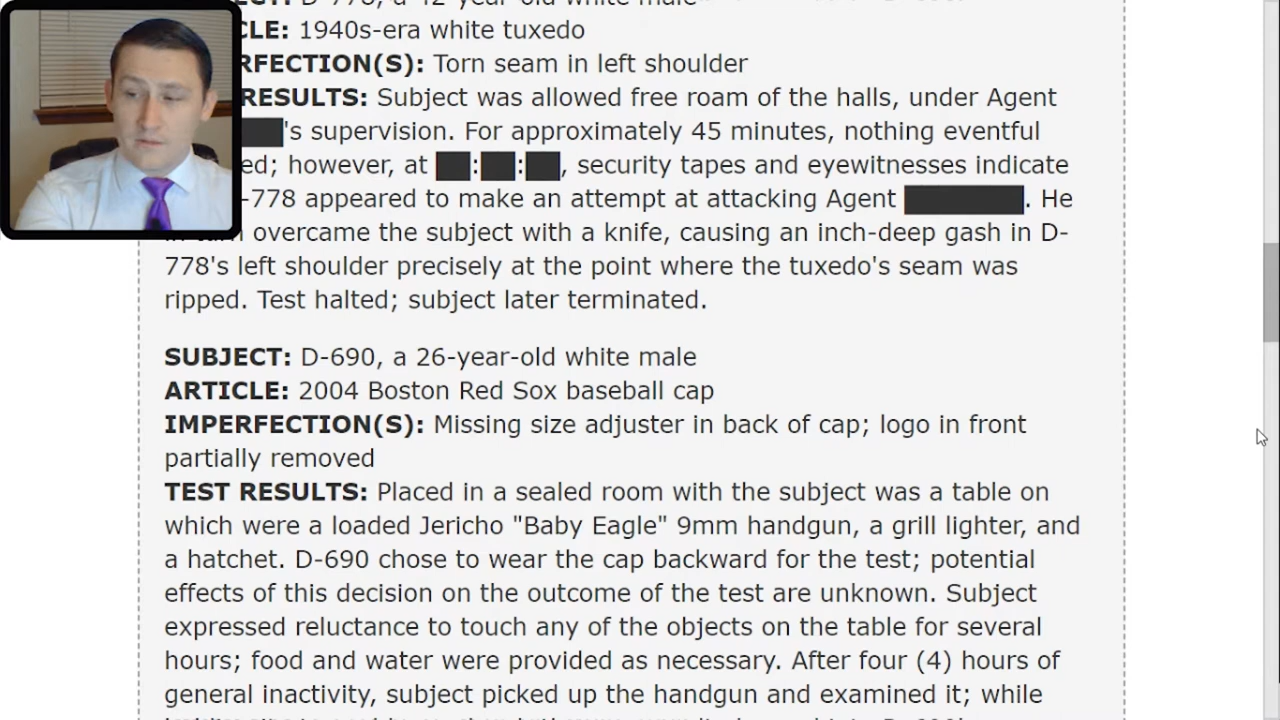 D-778, a 42-year-old white male
CLE: 1940s-era white tuxedo
RFECTION(S): Torn seam in left shoulder
RESULTS: Subject was allowed free roam of the halls, under Agent
's supervision. For approximately 45 minutes, nothing eventful
ed; however, at ██:██:██, security tapes and eyewitnesses indicate
-778 appeared to make an attempt at attacking Agent ███████. He
in turn overcame the subject with a knife, causing an inch-deep gash in D-
778's left shoulder precisely at the point where the tuxedo's seam was
ripped. Test halted; subject later terminated.
SUBJECT: D-690, a 26-year-old white male
ARTICLE: 2004 Boston Red Sox baseball cap
IMPERFECTION(S): Missing size adjuster in back of cap; logo in front
partially removed
TEST RESULTS: Placed in a sealed room with the subject was a table on
which were a loaded Jericho "Baby Eagle" 9mm handgun, a grill lighter, and
a hatchet. D-690 chose to wear the cap backward for the test; potential
effects of this decision on the outcome of the test are unknown. Subject
expressed reluctance to touch any of the objects on the table for several
hours; food and water were provided as necessary. After four (4) hours of
general inactivity, subject picked up the handgun and examined it; while